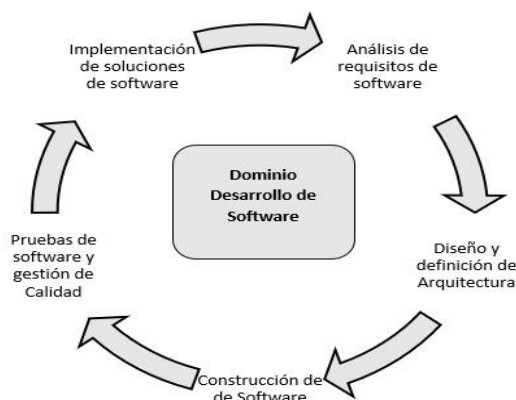 Implementación
de soluciones
de software
Análisis de
requisitos de
software
Dominio
Desarrollo de
Software
Diseño y
definición de
Arquitectura
Construcción de
de Software
Pruebas de
software y
gestión de
Calidad